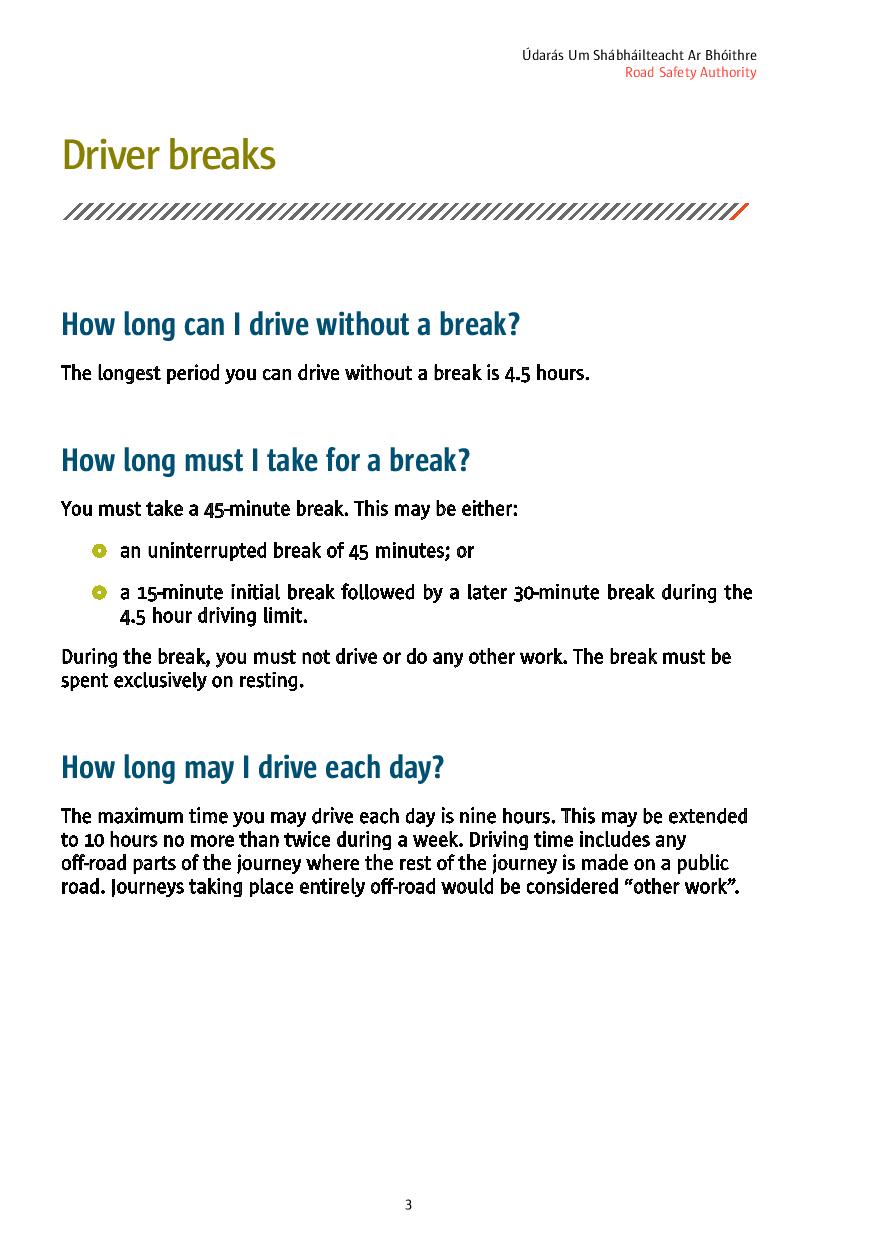 Údarás Um Shábháilteacht Ar Bhóithre
Road Safety Authority
Driver breaks
How long can I drive without a break?
The longest period you can drive without a break is 4.5 hours.
How long must I take for a break?
You must take a 45-minute break. This may be either:
an uninterrupted break of 45 minutes; or
a 15-minute initial break followed by a later 30-minute break during the
4.5 hour driving limit.
During the break, you must not drive or do any other work. The break must be
spent exclusively on resting.
How long may I drive each day?
The maximum time you may drive each day is nine hours. This may be extended
to 10 hours no more than twice during a week. Driving time includes any
off-road parts of the journey where the rest of the journey is made on a public
road. Journeys taking place entirely off-road would be considered “other work”.
3